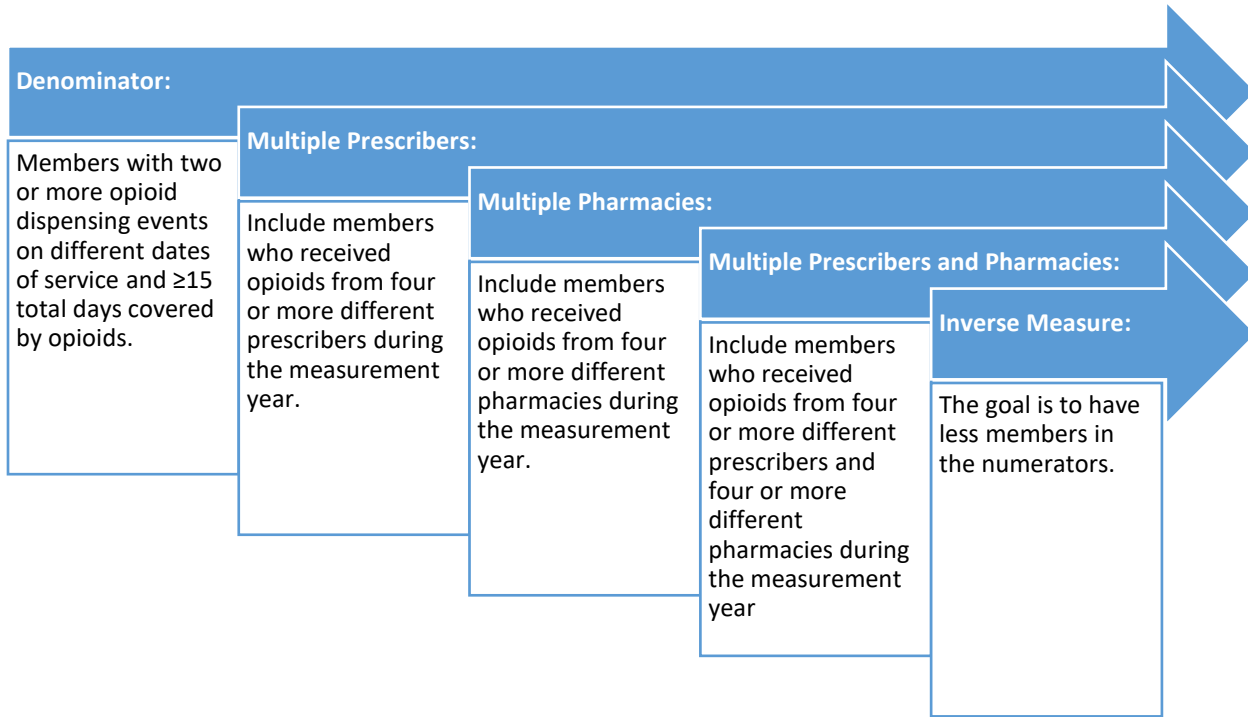 Denominator:
Members with two
or more opioid
dispensing events
on different dates
of service and ≥15
total days covered
by opioids.
Multiple Prescribers:
Include members
who received
opioids from four
or more different
prescribers during
the measurement
year.
Multiple Pharmacies:
Include members
who received
opioids from four
or more different
pharmacies during
the measurement
year.
Multiple Prescribers and Pharmacies:
Include members
who received
opioids from four
or more different
prescribers and
four or more
different
pharmacies during
the measurement
year
Inverse Measure:
The goal is to have
less members in
the numerators.